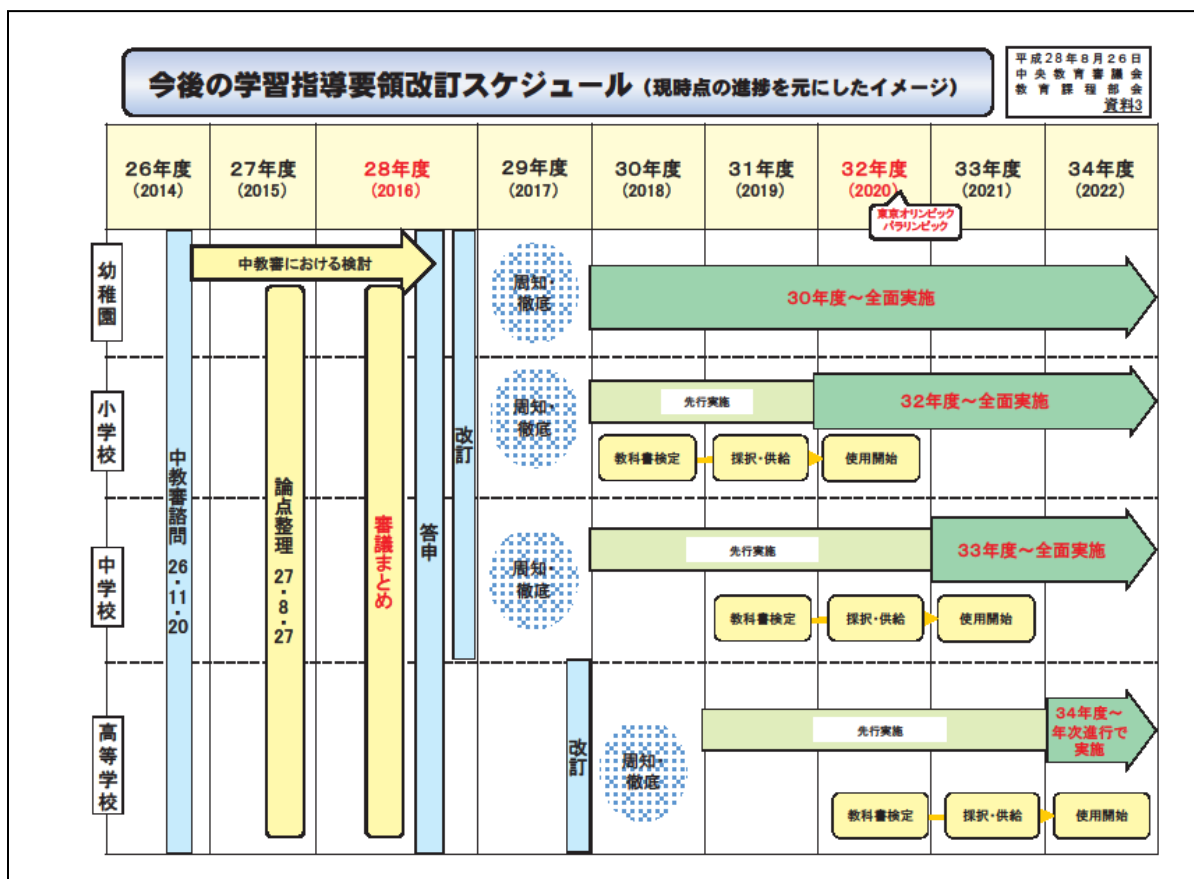 今後の学習指導要領改訂スケジュール（現時点の進捗を元にしたイメージ）
平成28年8月26日
中央教育審議会
教育課程部会
資料3
26年度
(2014)
27年度
(2015)
28年度
(2016)
29年度
(2017)
30年度
(2018)
31年度
(2019)
32年度
(2020)
33年度
(2021)
34年度
(2022)
東京オリンピック
パラリンピック
幼稚園
中教審における検討
周知・
徹底
30年度～全面実施
小学校
周知・
徹底
先行実施
32年度～全面実施
教科書検定
採択・供給
使用開始
中教審諮問 26・11・20
論点整理 27・8・27
審議まとめ
答申
改訂
中学校
周知・
徹底
先行実施
33年度～全面実施
教科書検定
採択・供給
使用開始
高等学校
改訂
周知・
徹底
先行実施
34年度～
年次進行で
実施
教科書検定
採択・供給
使用開始